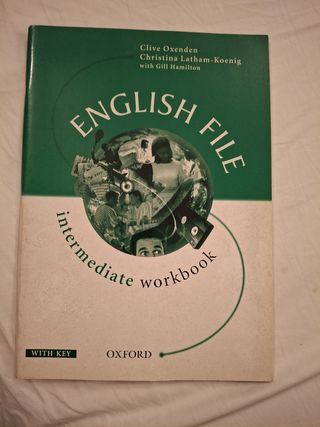 Clive Oxenden
Christina Latham-Koenig
with Gill Hamilton
ENGLISH FILE
intermediate workbook
WITH KEY
OXFORD